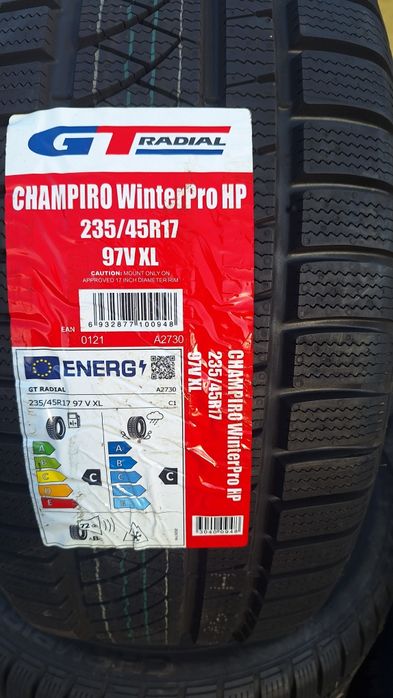 GT RADIAL
CHAMPIRO WinterPro HP
235/45R17
97V XL
CAUTION: MOUNT ONLY ON
APPROVED 17 INCH DIAMETER RIM
EAN
6 932877 100948
0121 A2730
ENERG
GT RADIAL A2730
235/45R17 97 V XL C1
A
B
C
D
E
C
A
B
C
D
E
C
72
CHAMPIRO WinterPro HP
235/45R17
97V XL
30400948